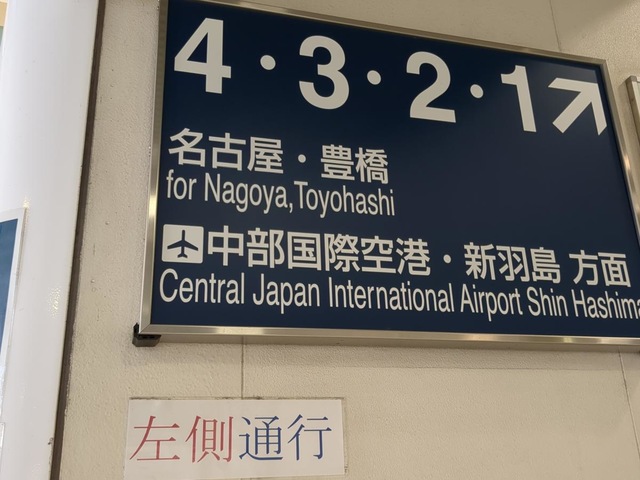 4・3・2・1↗
名古屋・豊橋
for Nagoya,Toyohashi
中部国際空港・新羽島 方面
Central Japan International Airport Shin Hashima
左側通行